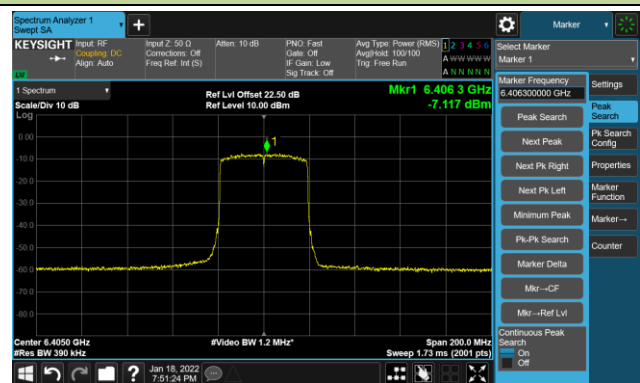 Spectrum Analyzer 1
Swept SA
Marker
KEYSIGHT
Input: RF
Coupling: DC
Align: Auto
Input Z: 50 Ω
Corrections: Off
Freq Ref: Int (S)
Atten: 10 dB
PNO: Fast
Gate: Off
IF Gain: Low
Sig Track: Off
Avg Type: Power (RMS)
Avg|Hold: 100/100
Trig: Free Run
1 2 3 4 5 6
A W W W W W
A N N N N N
LW
Select Marker
Marker 1
1 Spectrum
Scale/Div 10 dB
Log
Ref Lvl Offset 22.50 dB
Ref Level 10.00 dBm
Mkr1 6.406 3 GHz
-7.117 dBm
1
0.00
-10.0
-20.0
-30.0
-40.0
-50.0
-60.0
-70.0
-80.0
Center 6.4050 GHz
#Res BW 390 kHz
#Video BW 1.2 MHz*
Span 200.0 MHz
Sweep 1.73 ms (2001 pts)
Marker Frequency
6.406300000 GHz
Peak Search
Next Peak
Next Pk Right
Next Pk Left
Minimum Peak
Pk-Pk Search
Marker Delta
Mkr→CF
Mkr→Ref Lvl
Continuous Peak
Search
On
Off
Settings
Peak
Search
Pk Search
Config
Properties
Marker
Function
Marker→
Counter
?
Jan 18, 2022
7:51:24 PM